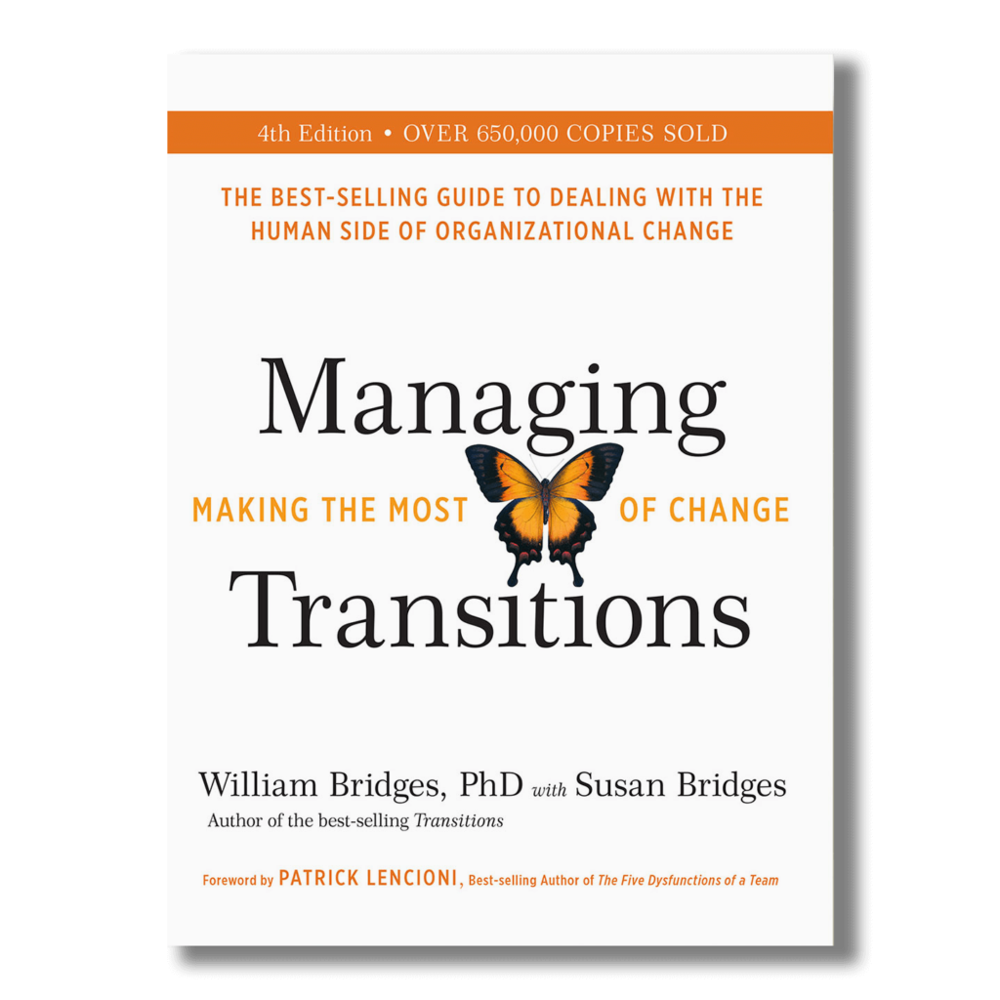 4th Edition • OVER 650,000 COPIES SOLD
THE BEST-SELLING GUIDE TO DEALING WITH THE
HUMAN SIDE OF ORGANIZATIONAL CHANGE
Managing
MAKING THE MOST OF CHANGE
Transitions
William Bridges, PhD with Susan Bridges
Author of the best-selling Transitions
Foreword by PATRICK LENCIONI, Best-selling Author of The Five Dysfunctions of a Team